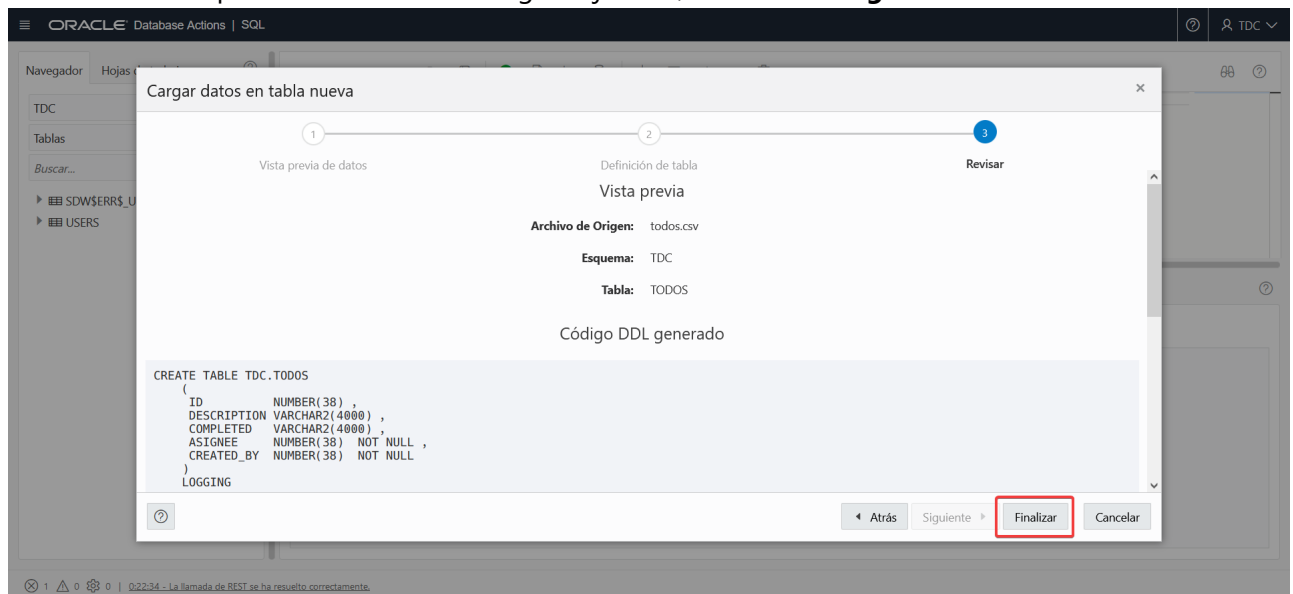 ORACLE Database Actions | SQL
TDC
Navegador Hojas
TDC
Tablas
Buscar...
SDW$ERR$_U
USERS
Cargar datos en tabla nueva
1 2 3
Vista previa de datos Definición de tabla Revisar
Vista previa
Archivo de Origen: todos.csv
Esquema: TDC
Tabla: TODOS
Código DDL generado
CREATE TABLE TDC.TODOS
(
ID NUMBER(38) ,
DESCRIPTION VARCHAR2(4000) ,
COMPLETED VARCHAR2(4000) ,
ASIGNEE NUMBER(38) NOT NULL ,
CREATED_BY NUMBER(38) NOT NULL
)
LOGGING
Atrás Siguiente Finalizar Cancelar
1 0 0 | 0:22:34 - La llamada de REST se ha resuelto correctamente.